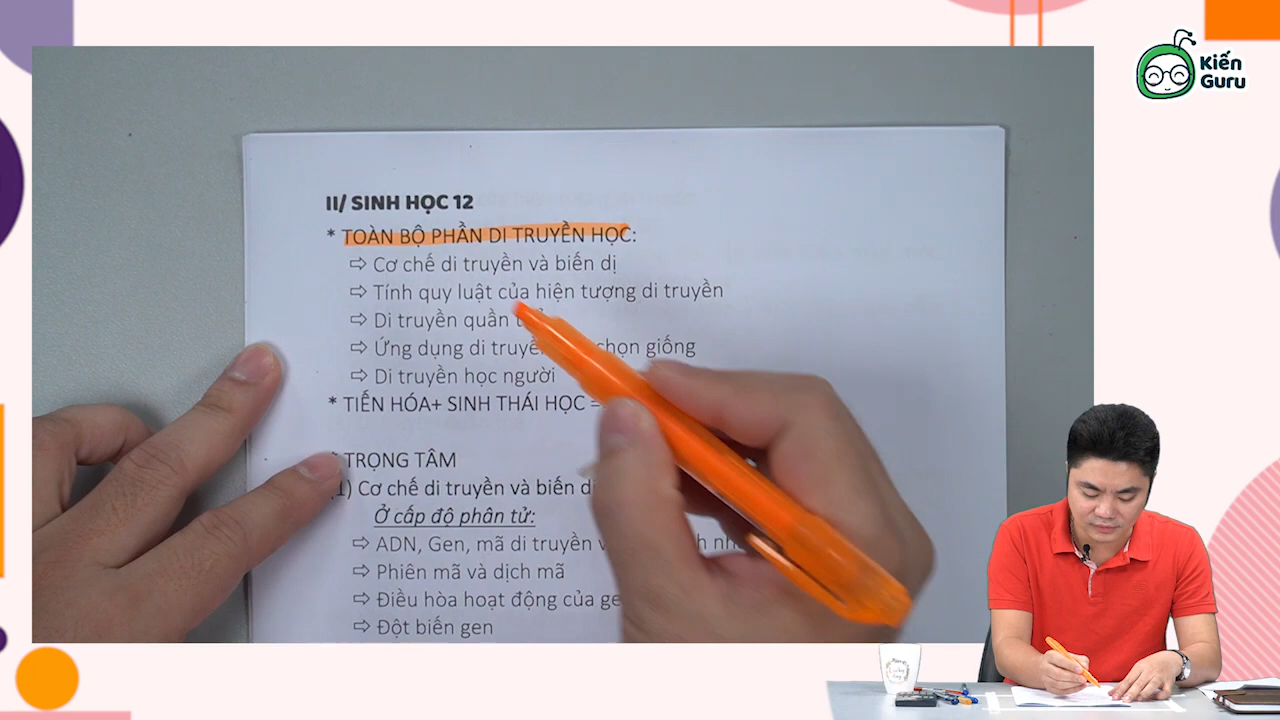 Kiến
Guru
II/ SINH HỌC 12
* TOÀN BỘ PHẦN DI TRUYỀN HỌC:
⇨ Cơ chế di truyền và biến dị
⇨ Tính quy luật của hiện tượng di truyền
⇨ Di truyền quần
⇨ Ứng dụng di truyền chọn giống
⇨ Di truyền học người
* TIẾN HÓA+ SINH THÁI HỌC =
* TRỌNG TÂM
(1) Cơ chế di truyền và biến dị
Ở cấp độ phân tử:
⇨ ADN, Gen, mã di truyền
⇨ Phiên mã và dịch mã
⇨ Điều hòa hoạt động của
⇨ Đột biến gen